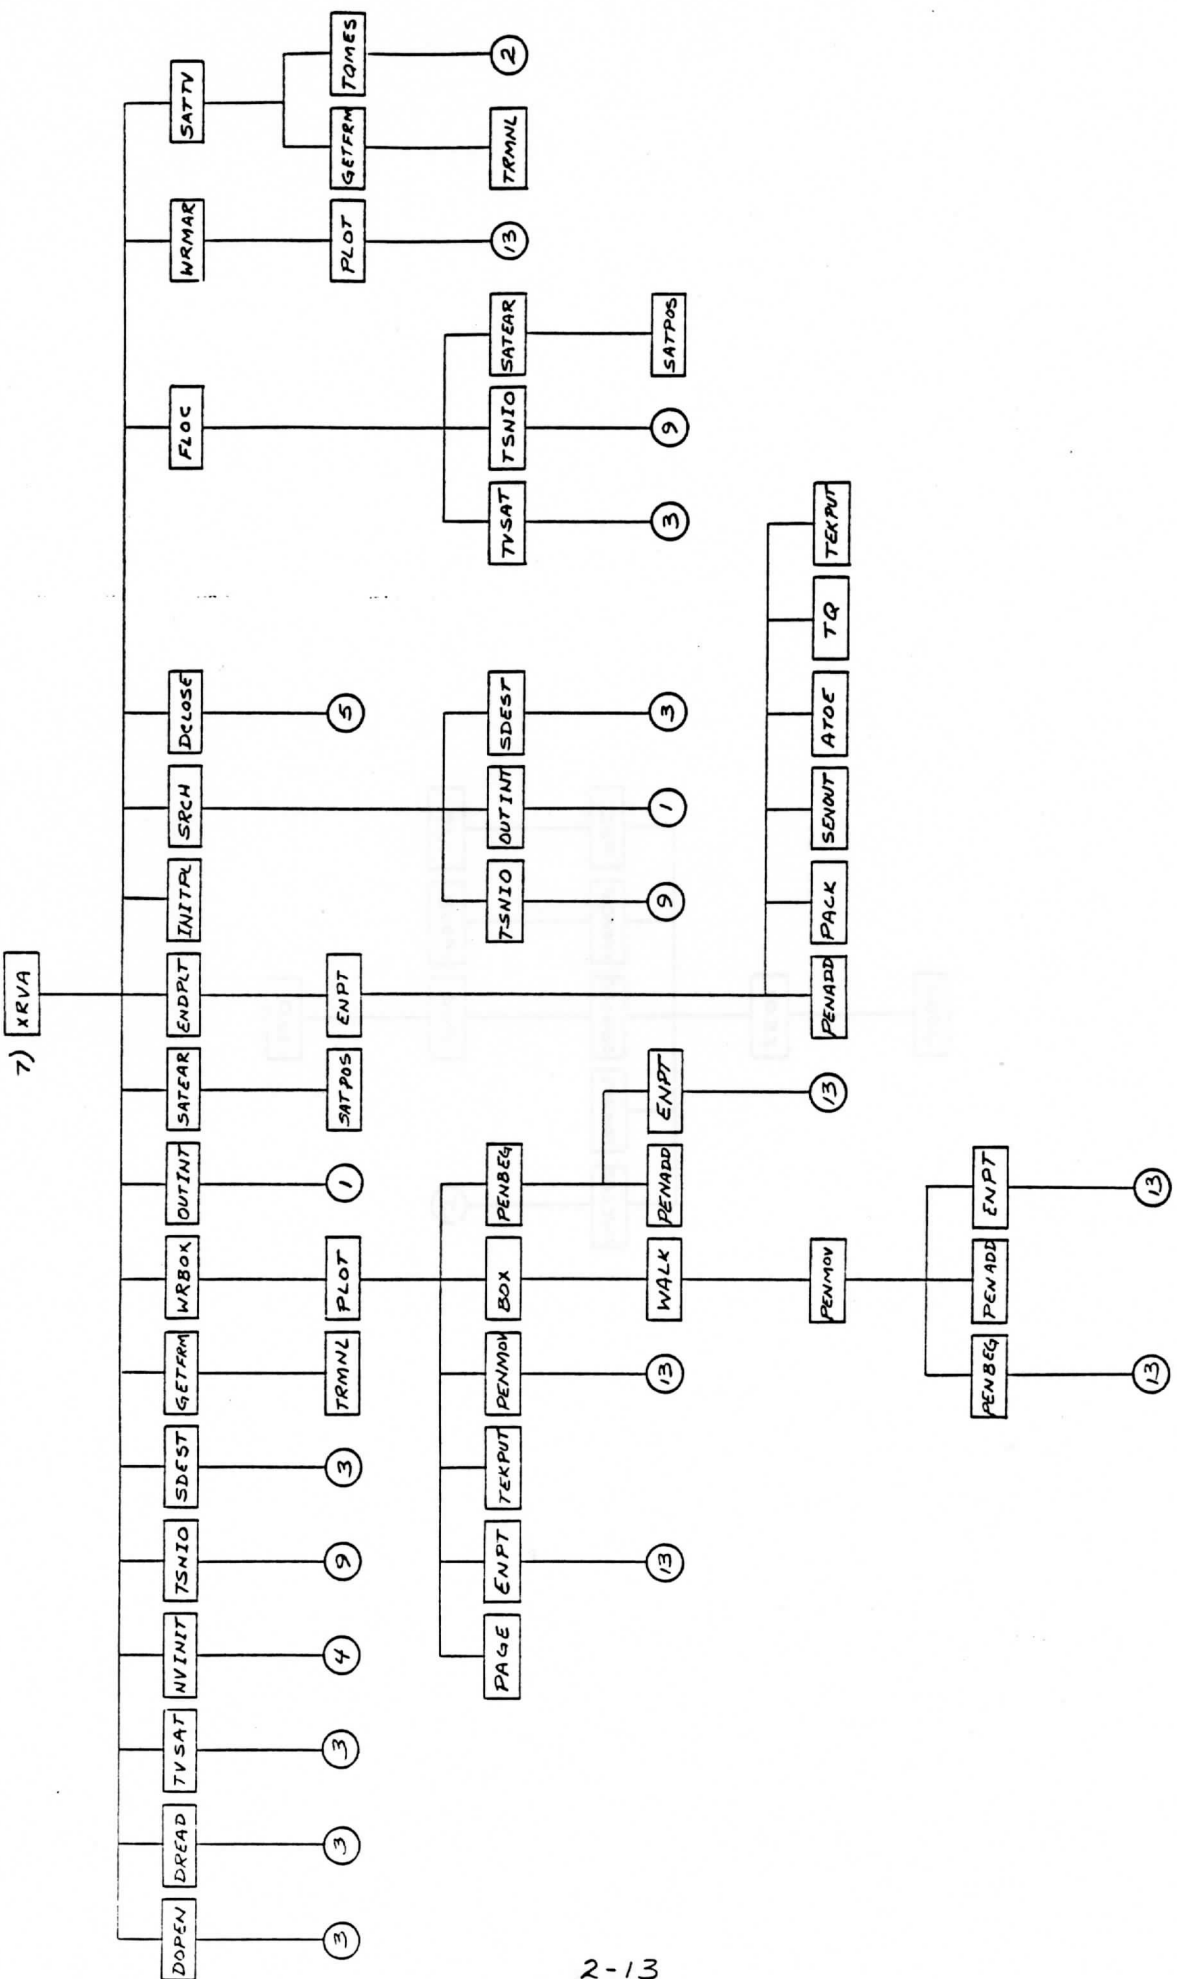 7) XRVA
DOPEN
DREAD
TVSAT
NVINIT
TSNIO
SDEST
GETFRM
WRBOX
OUTINT
SATEAR
ENDPLT
INITPL
SRCH
DCLOSE
FLOC
WRMAR
SATTV
3
3
3
4
9
3
TRMNL
PLOT
1
SATPOS
ENPT
5
PLOT
GETFRM
TQMES
PAGE
ENPT
TEKPUT
PENMOV
BOX
PENBEG
TSNIO
OUTINT
SDEST
TVSAT
TSNIO
SATEAR
13
TRMNL
2
13
13
WALK
PENADD
ENPT
9
1
3
3
9
SATPOS
PENMOV
13
PENADD
PACK
SENOUT
ATOE
TQ
TEKPUT
PENBEG
PENADD
ENPT
13
13
2-13